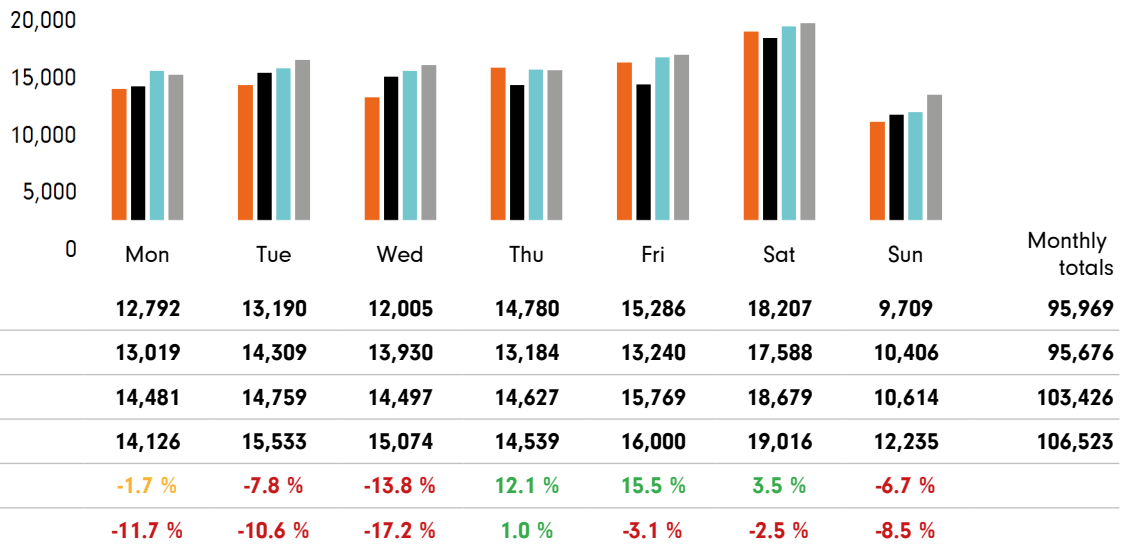 20,000
15,000
10,000
5,000
0
Mon Tue Wed Thu Fri Sat Sun Monthly
totals
12,792 13,190 12,005 14,780 15,286 18,207 9,709 95,969
13,019 14,309 13,930 13,184 13,240 17,588 10,406 95,676
14,481 14,759 14,497 14,627 15,769 18,679 10,614 103,426
14,126 15,533 15,074 14,539 16,000 19,016 12,235 106,523
-1.7 % -7.8 % -13.8 % 12.1 % 15.5 % 3.5 % -6.7 %
-11.7 % -10.6 % -17.2 % 1.0 % -3.1 % -2.5 % -8.5 %